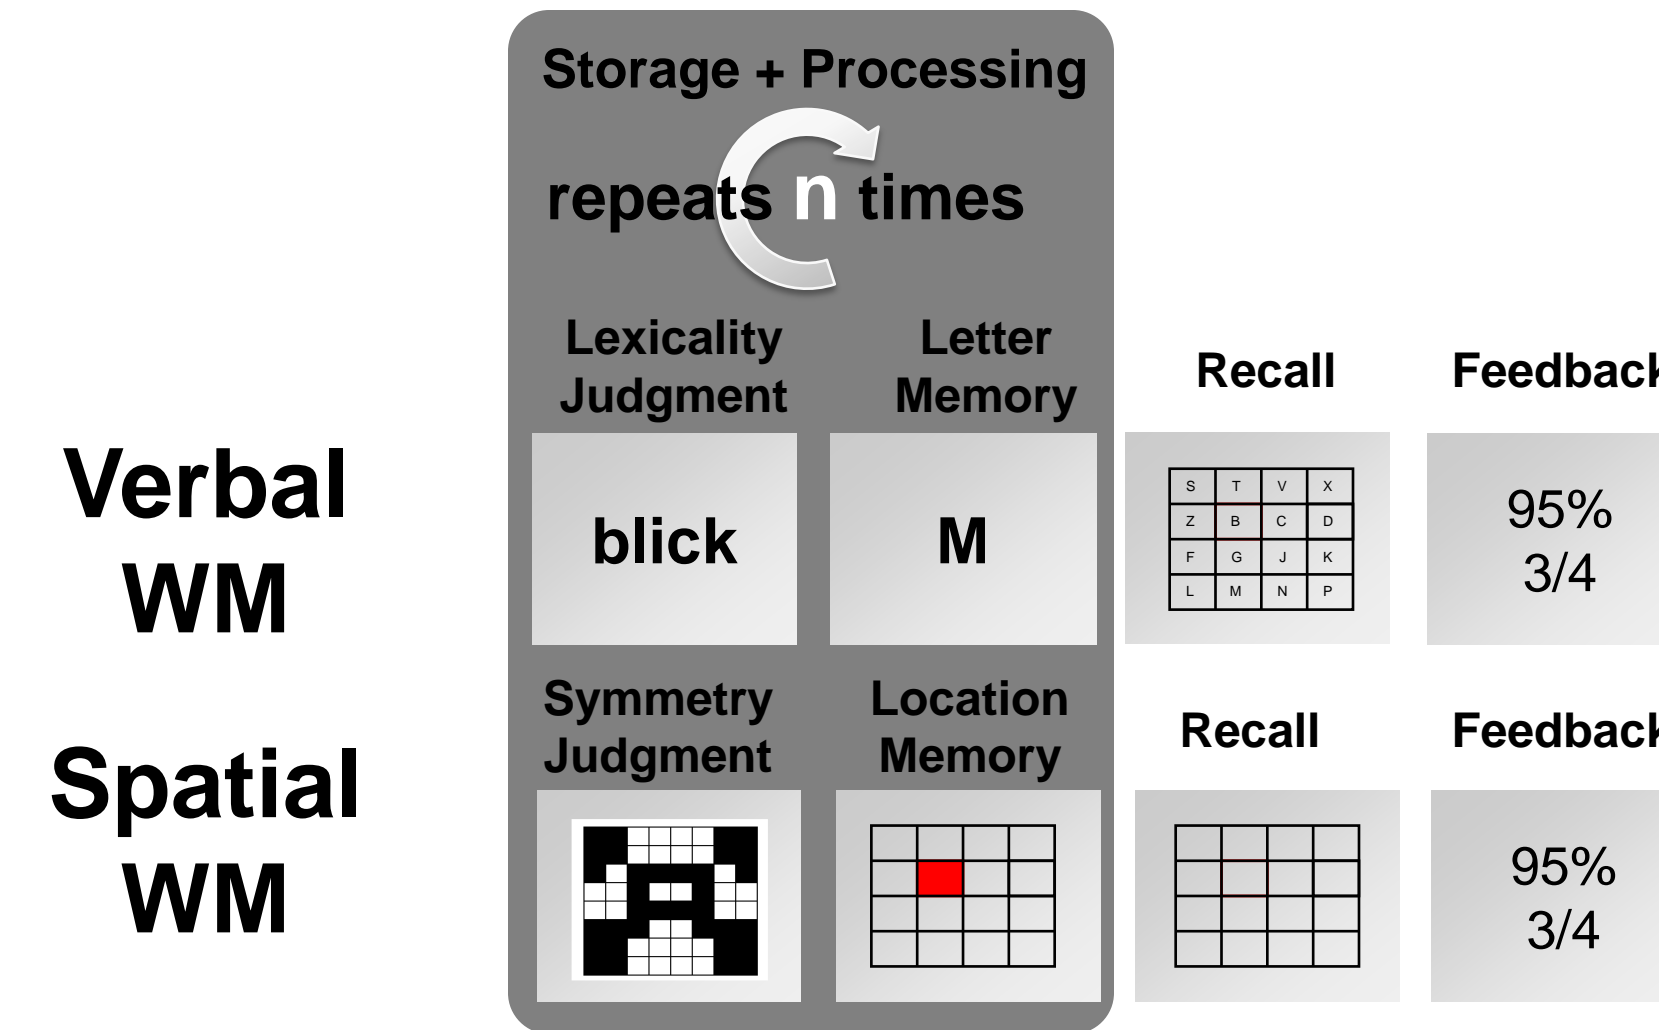 Storage + Processing
repeats n times
Lexicality
Judgment
Letter
Memory
Recall
Feedback
Verbal
WM
blick
M
S T V X
Z B C D
F G J K
L M N P
95%
3/4
Symmetry
Judgment
Location
Memory
Recall
Feedback
Spatial
WM
95%
3/4